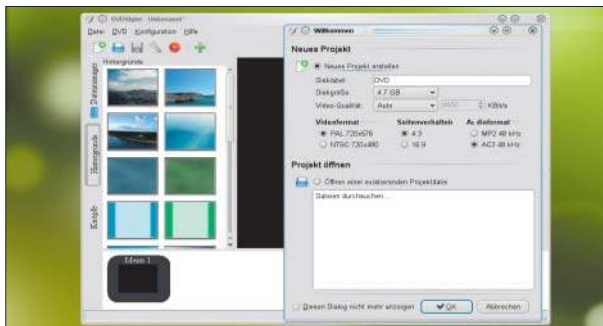 DVDStyler
Datei DVD Konfiguration Hilfe
Hintergründe
Dateimanager
Hintergründe
Knöpfe
Menü 1
Willkommen
Neues Projekt
Neues Projekt erstellen
Disklabel DVD
Diskgröße 4.7 GB
Video-Qualität: Auto KBit/s
Videoformat Seitenverhältnis Audioformat
PAL 720x576 4:3 MP2 48 kHz
NTSC 720x480 16:9 AC3 48 kHz
Projekt öffnen
Öffnen einer existierenden Projektdatei
Dateien durchsuchen...
Diesen Dialog nicht mehr anzeigen OK Abbrechen